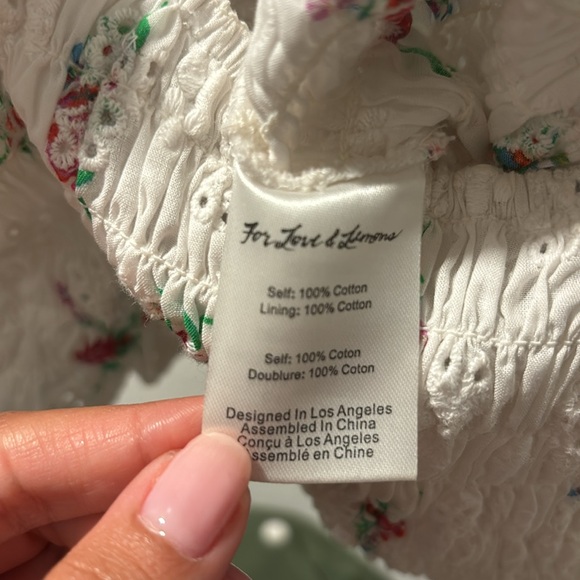 For Love & Lemons
Self: 100% Cotton
Lining: 100% Cotton
Self: 100% Coton
Doublure: 100% Coton
Designed In Los Angeles
Assembled In China
Conçu à Los Angeles
Assemblé en Chine